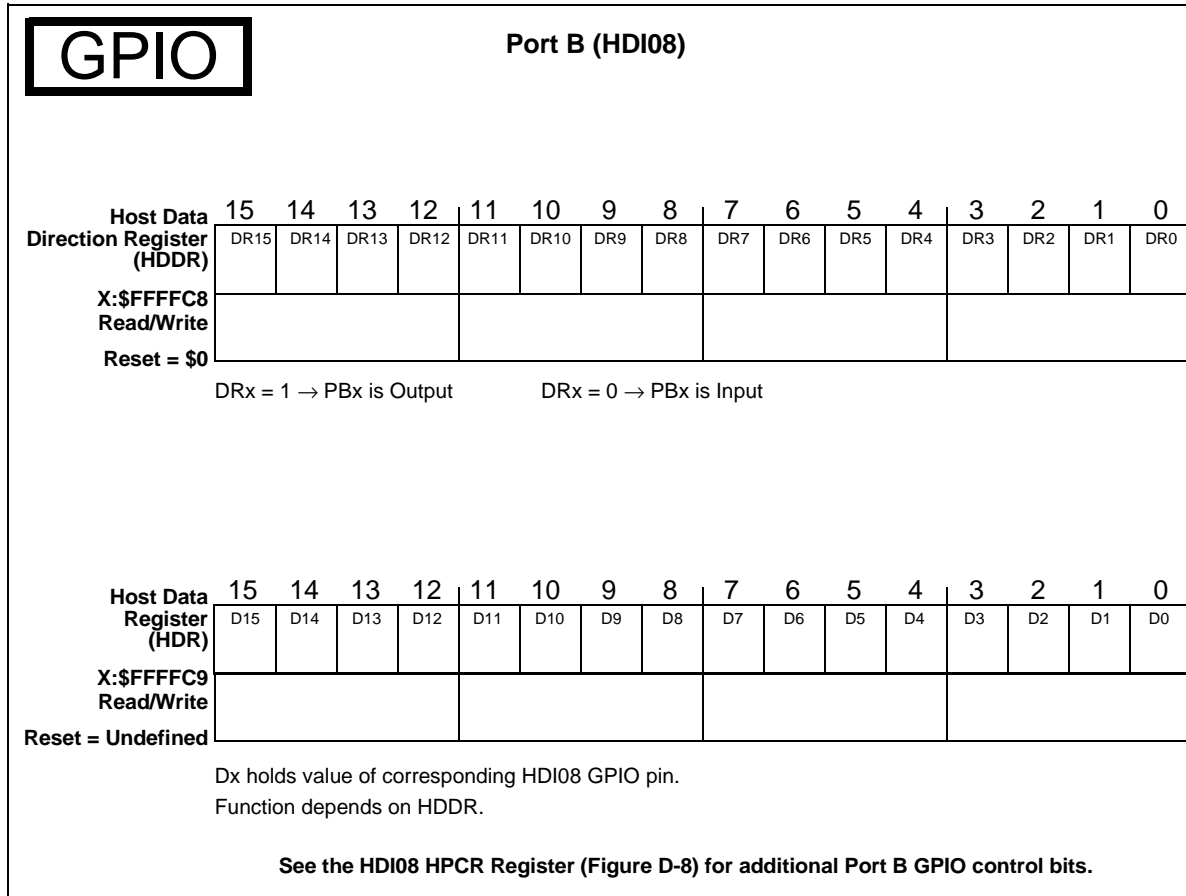 GPIO
Port B (HDI08)
Host Data
Direction Register
(HDDR)
15 14 13 12 11 10 9 8 7 6 5 4 3 2 1 0
DR15 DR14 DR13 DR12 DR11 DR10 DR9 DR8 DR7 DR6 DR5 DR4 DR3 DR2 DR1 DR0
X:$FFFFC8
Read/Write
Reset = $0
DRx = 1 → PBx is Output DRx = 0 → PBx is Input
Host Data
Register
(HDR)
15 14 13 12 11 10 9 8 7 6 5 4 3 2 1 0
D15 D14 D13 D12 D11 D10 D9 D8 D7 D6 D5 D4 D3 D2 D1 D0
X:$FFFFC9
Read/Write
Reset = Undefined
Dx holds value of corresponding HDI08 GPIO pin.
Function depends on HDDR.
See the HDI08 HPCR Register (Figure D-8) for additional Port B GPIO control bits.